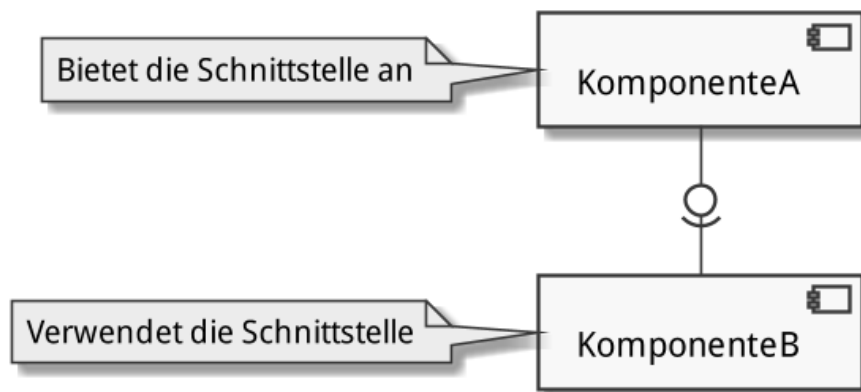 Bietet die Schnittstelle an
KomponenteA
Verwendet die Schnittstelle
KomponenteB